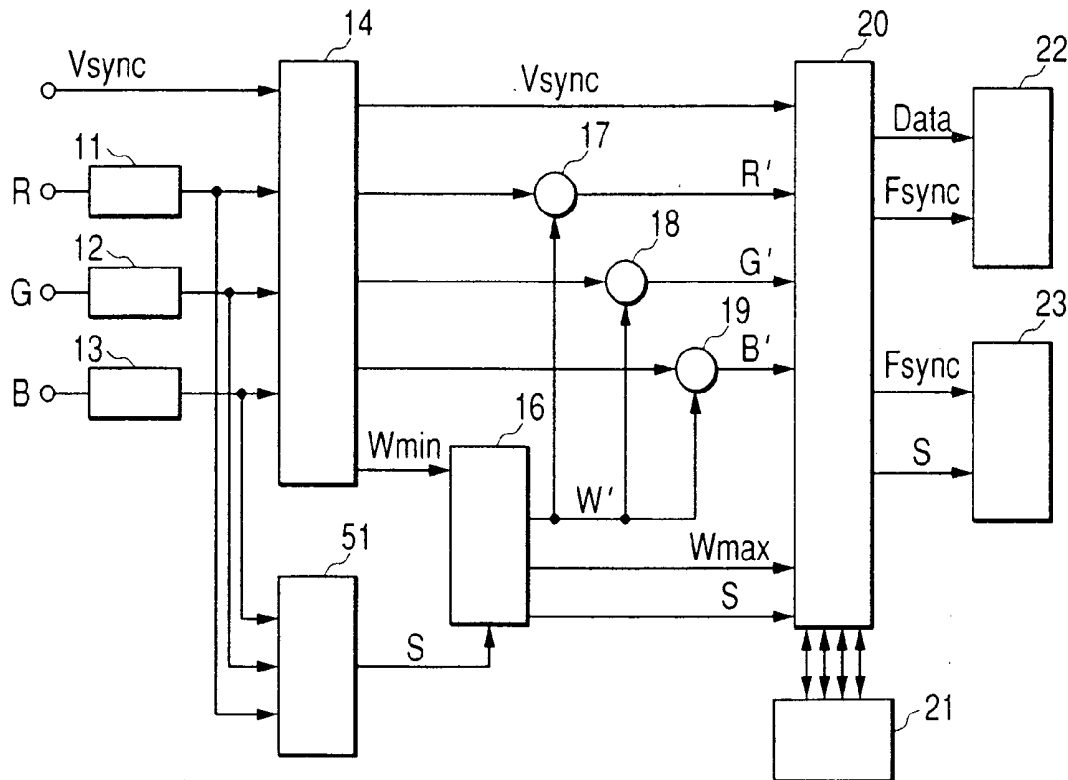 14
20
22
Vsync
Vsync
Data
11
17
R
R'
Fsync
12
18
G
G'
13
19
23
B
B'
Fsync
16
Wmin
S
W'
51
Wmax
S
S
21